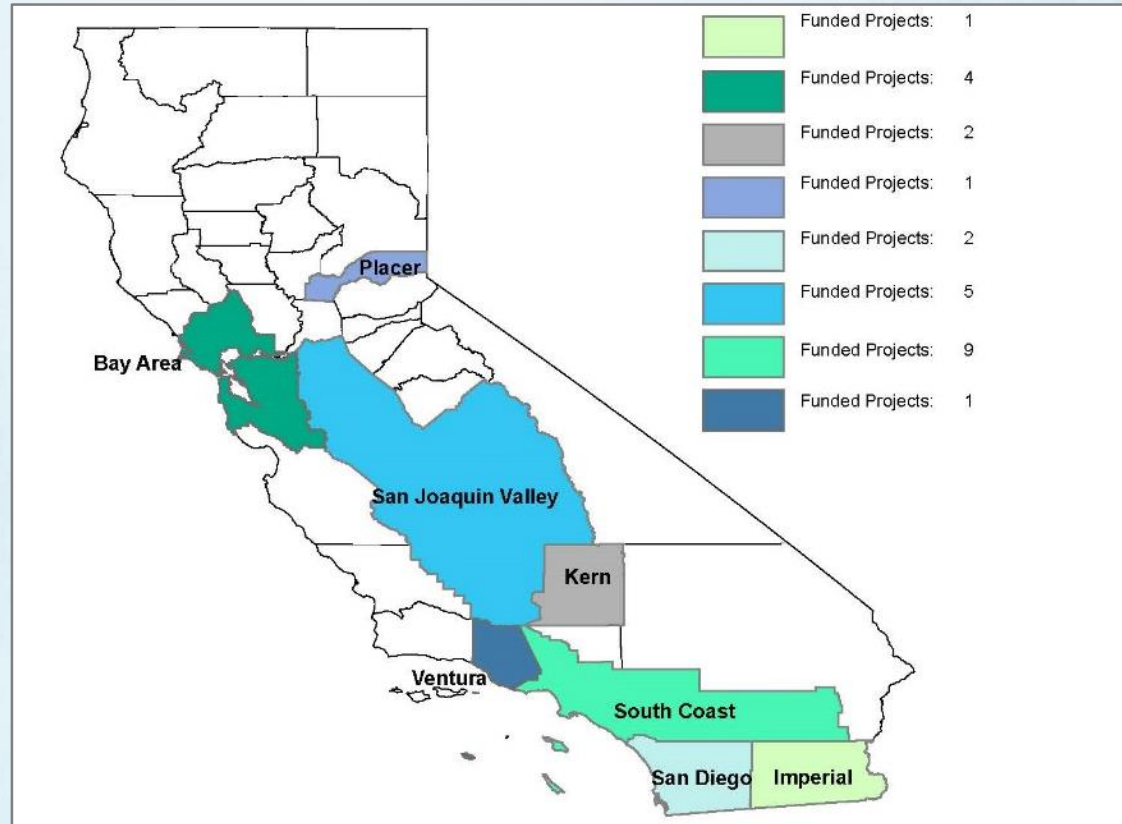 Funded Projects: 1
Funded Projects: 4
Funded Projects: 2
Funded Projects: 1
Funded Projects: 2
Funded Projects: 5
Funded Projects: 9
Funded Projects: 1
Placer
Bay Area
San Joaquin Valley
Kern
Ventura
South Coast
San Diego
Imperial